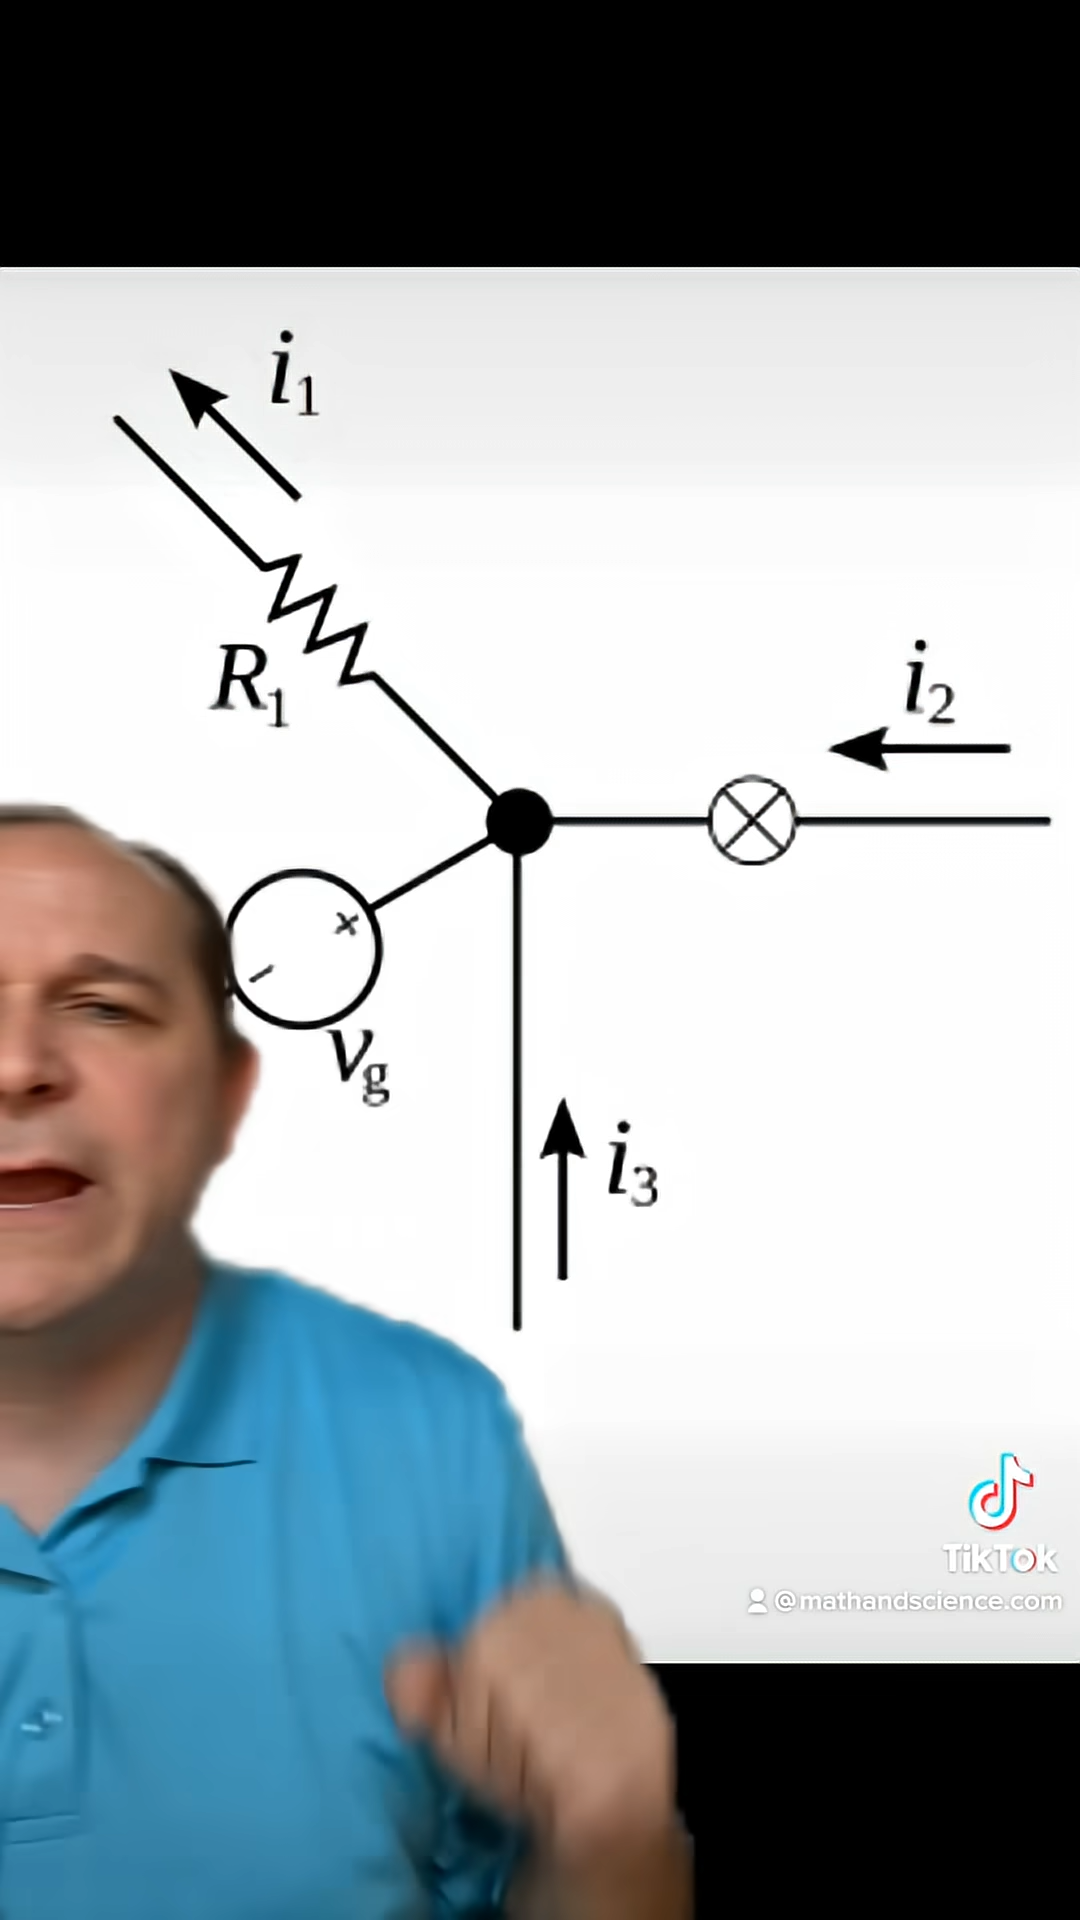 i₁
R₁
i₂
x
–
vg
i₃
TikTok
@mathandscience.com